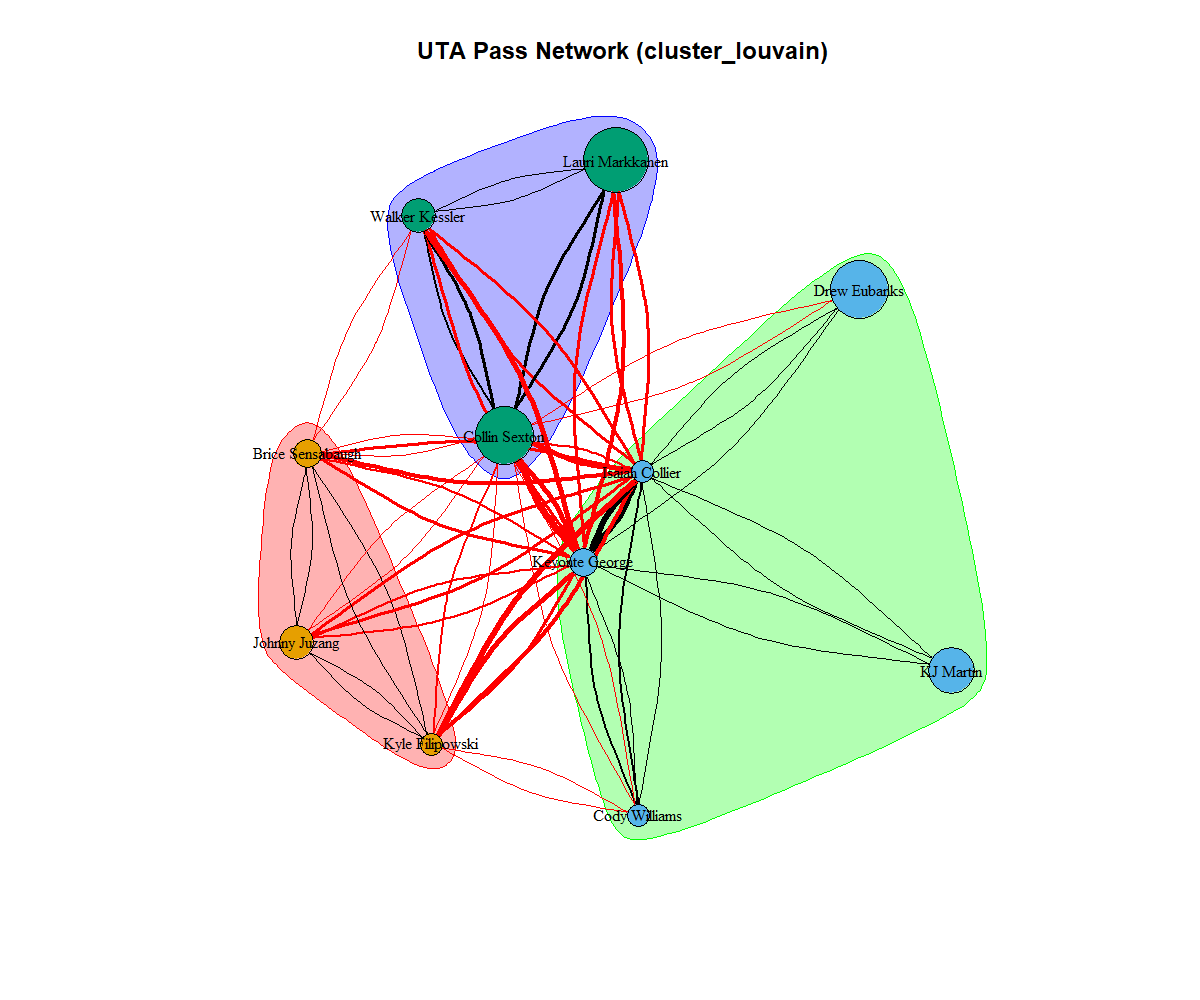 UTA Pass Network (cluster_louvain)
Lauri Markkanen
Walker Kessler
Drew Eubanks
Collin Sexton
Brice Sensabaugh
Isaiah Collier
Keyonte George
Johnny Juzang
KJ Martin
Kyle Filipowski
Cody Williams